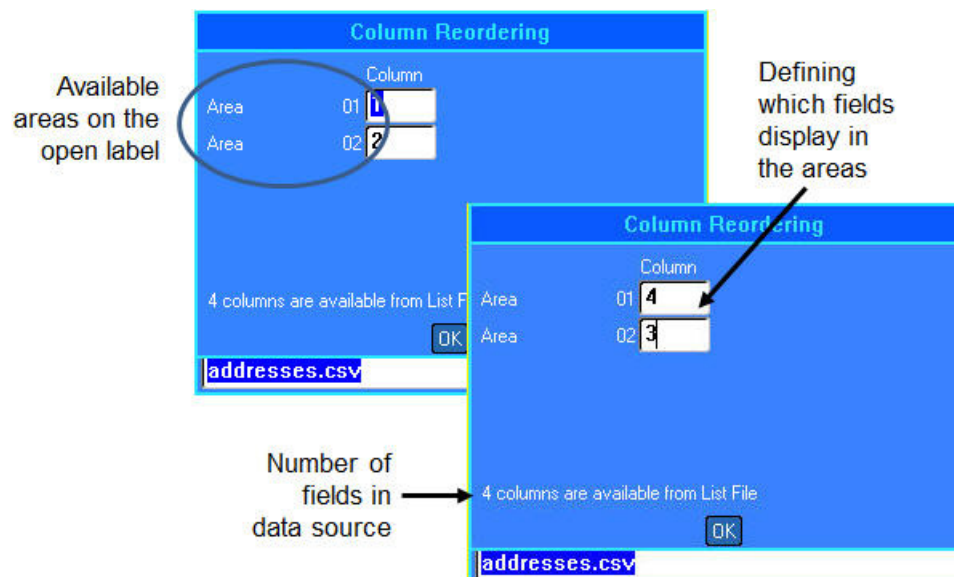 Column Reordering
Available
areas on the
open label
Column
Area 01 1
Area 02 2
4 columns are available from List F
OK
addresses.csv
Defining
which fields
display in
the areas
Column Reordering
Column
Area 01 4
Area 02 3
Number of
fields in
data source
4 columns are available from List File
OK
addresses.csv